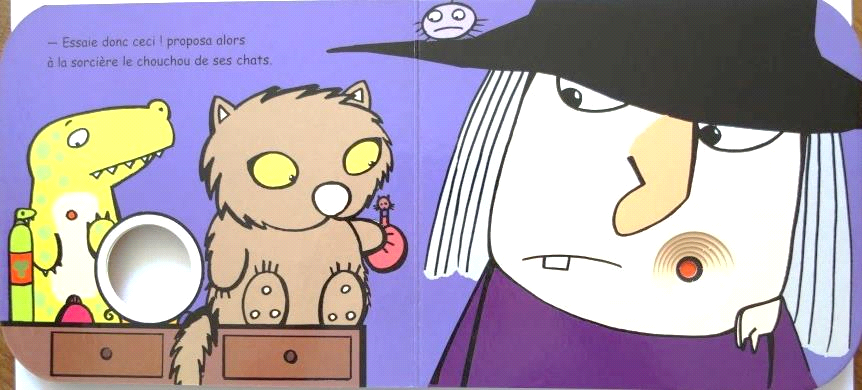 — Essaie donc ceci ! proposa alors
à la sorcière le chouchou de ses chats.